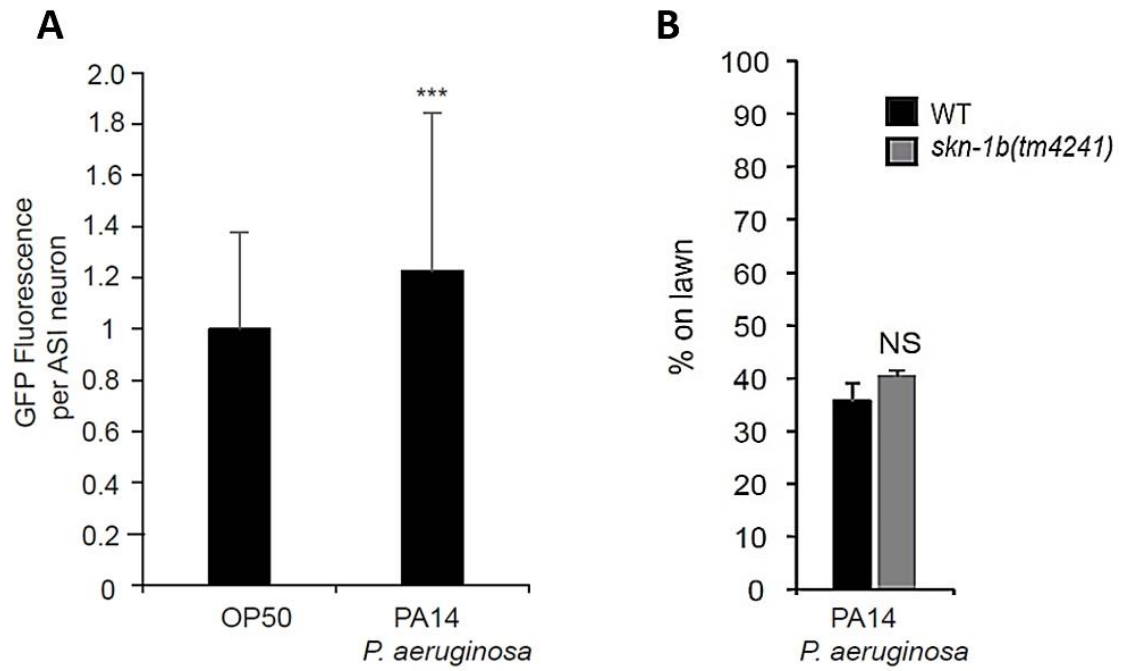 A
GFP Fluorescence
per ASI neuron
2.0
1.8
1.6
1.4
1.2
1
0.8
0.6
0.4
0.2
0
***
OP50
PA14
P. aeruginosa
B
% on lawn
100
90
80
70
60
50
40
30
20
10
0
WT
skn-1b(tm4241)
NS
PA14
P. aeruginosa